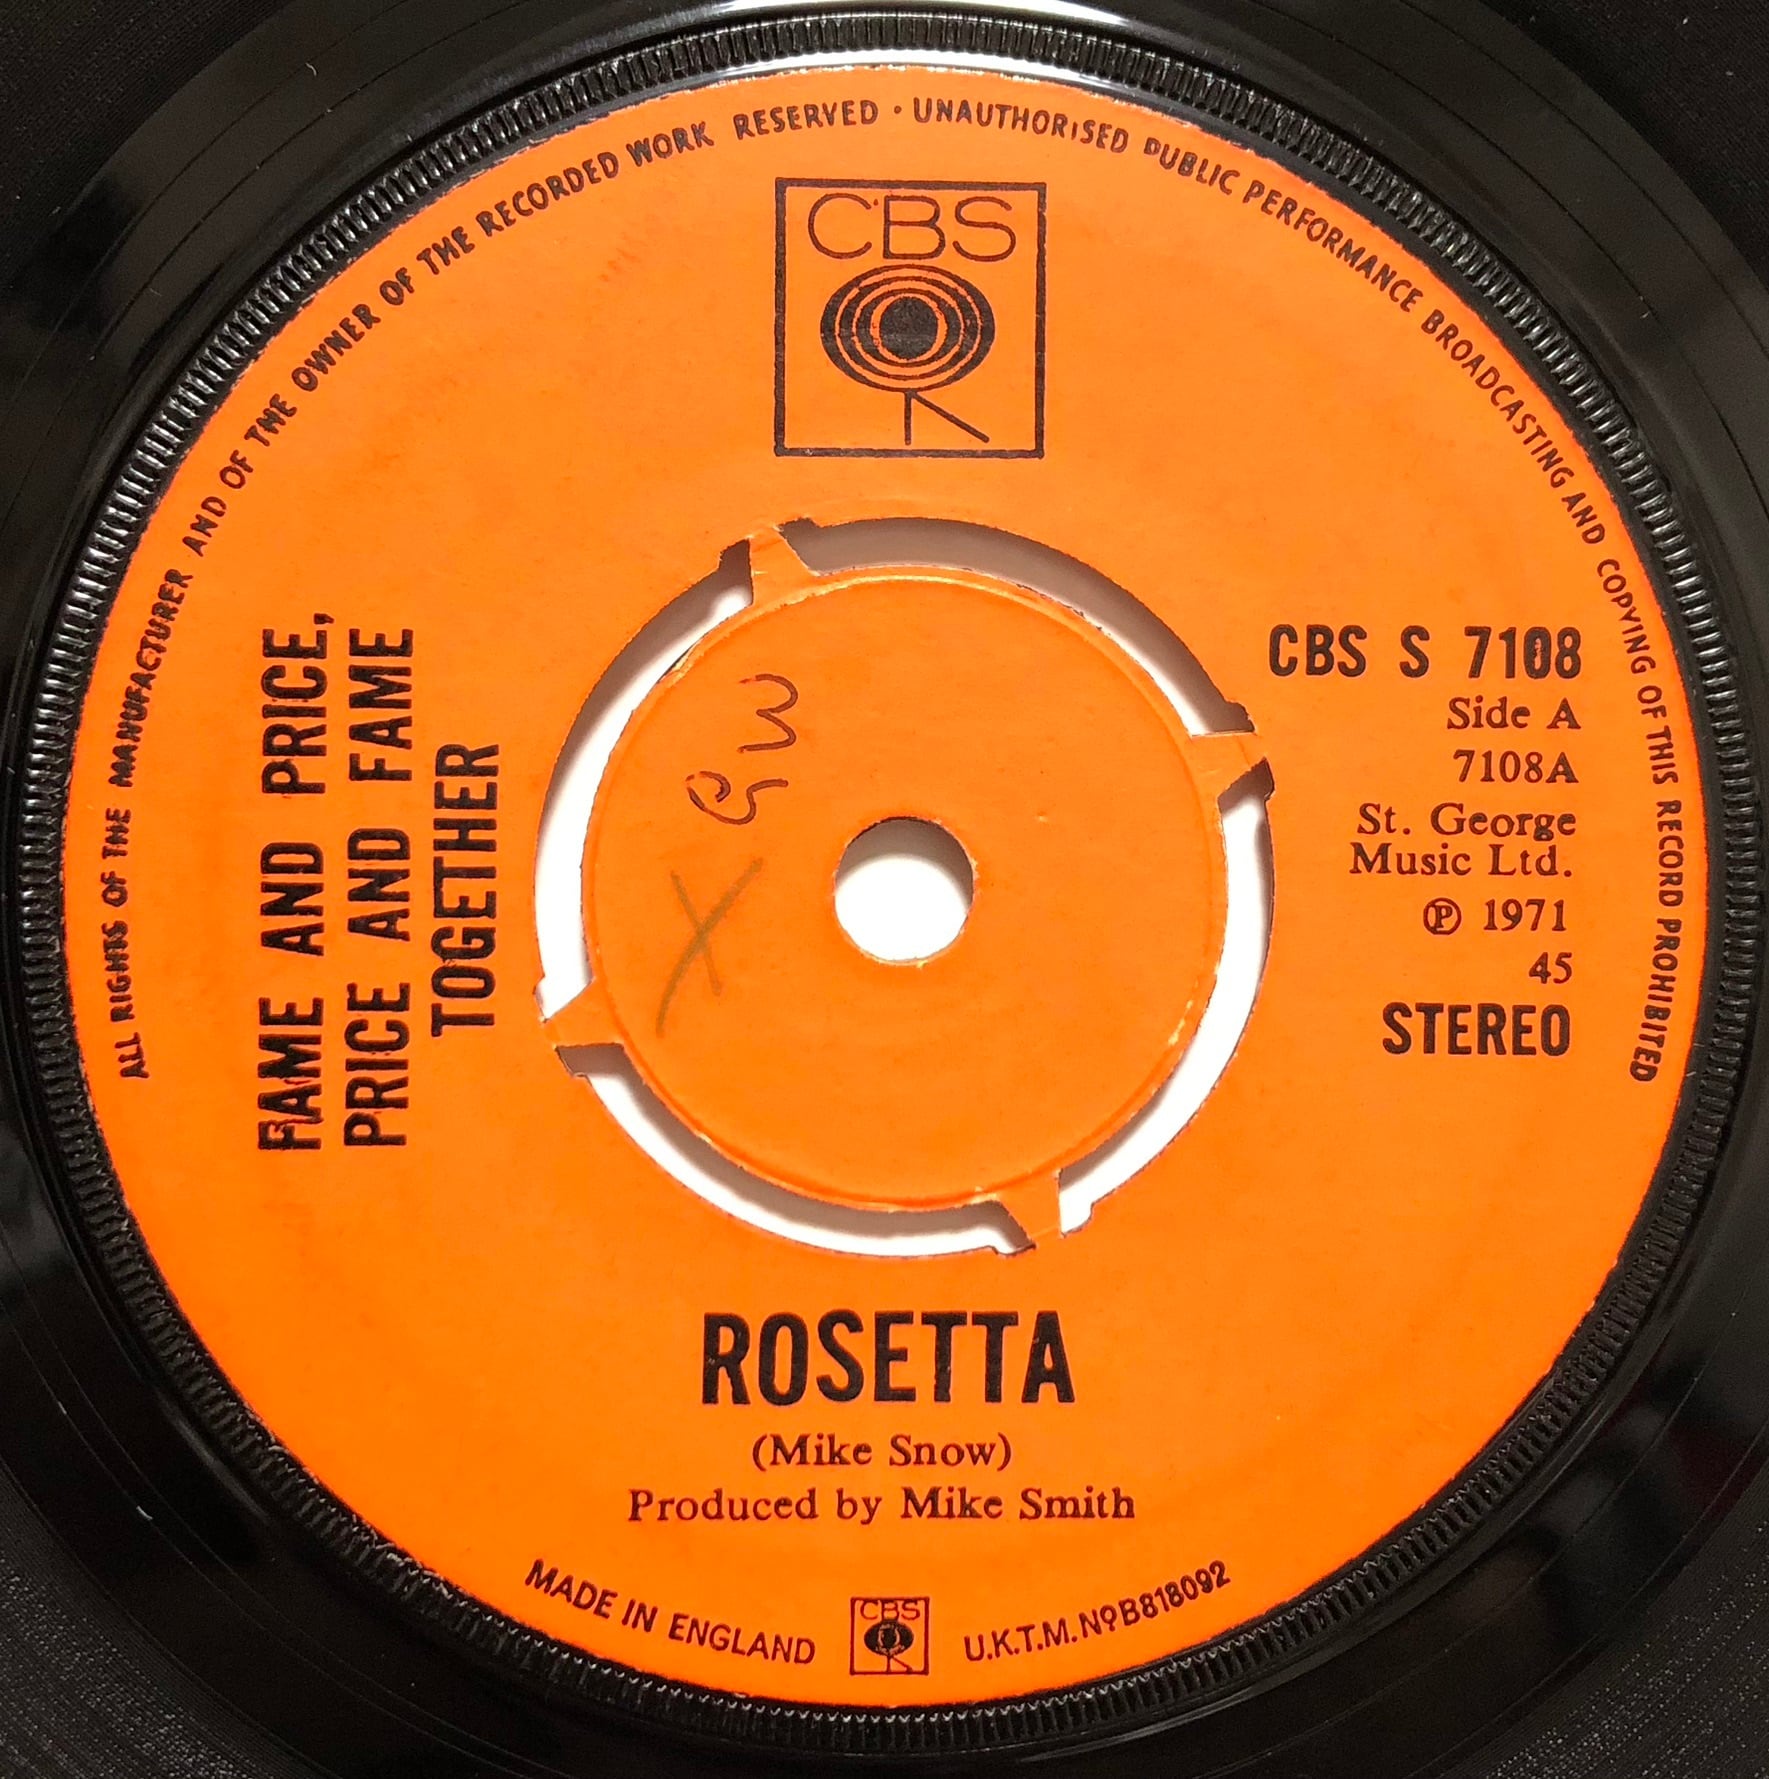 ALL RIGHTS OF THE MANUFACTURER AND OF THE OWNER OF THE RECORDED WORK RESERVED · UNAUTHORISED PUBLIC PERFORMANCE BROADCASTING AND COPYING OF THIS RECORD PROHIBITED
CBS
FAME AND PRICE,
PRICE AND FAME
TOGETHER
CBS S 7108
Side A
7108A
St. George
Music Ltd.
℗ 1971
45
STEREO
ROSETTA
(Mike Snow)
Produced by Mike Smith
MADE IN ENGLAND
CBS
U.K.T.M. Nº B818092